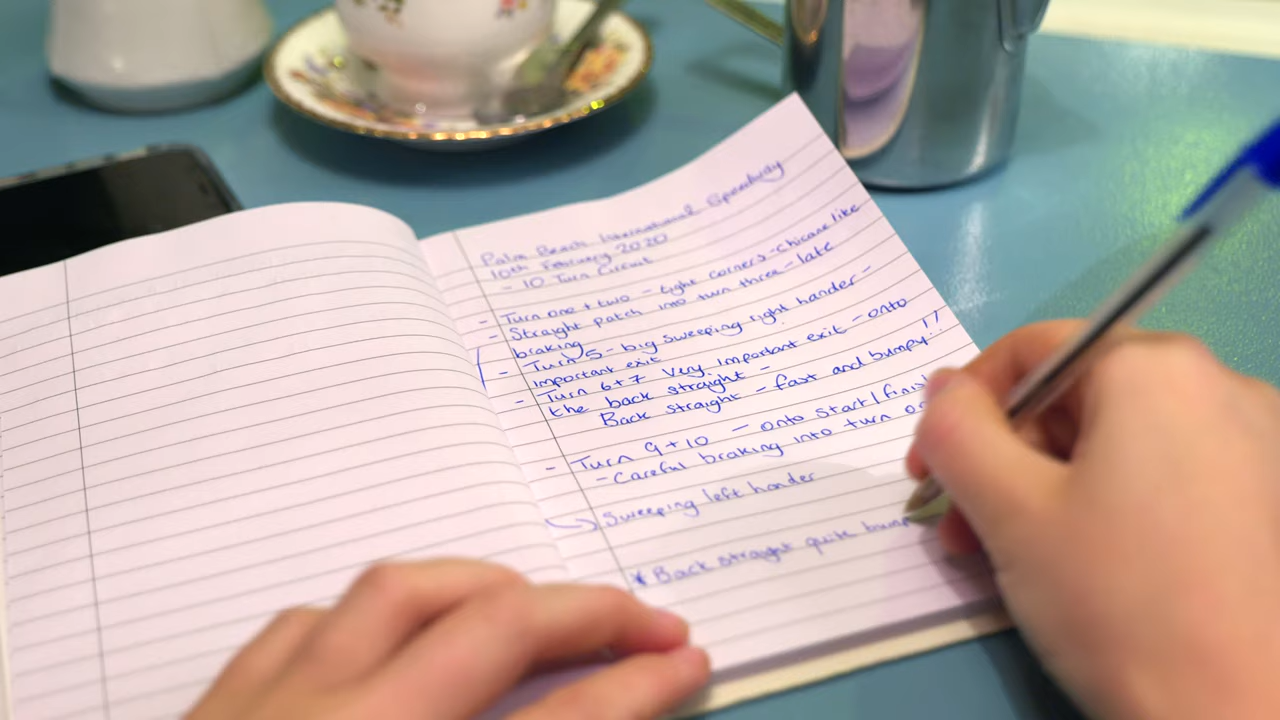 Palm Beach International Speedway
10th February 2020
- 10 Turn Circuit
- Turn one + two - tight corners - chicane like
- Straight patch into turn three - late
braking
- Turn 5 - big sweeping right hander -
important exit
- Turn 6+7 Very important exit - onto
the back straight -
Back straight - fast and bumpy!!
- Turn 9+10 - onto start/finish
- Careful braking into turn
Sweeping left hander
* Back straight quite